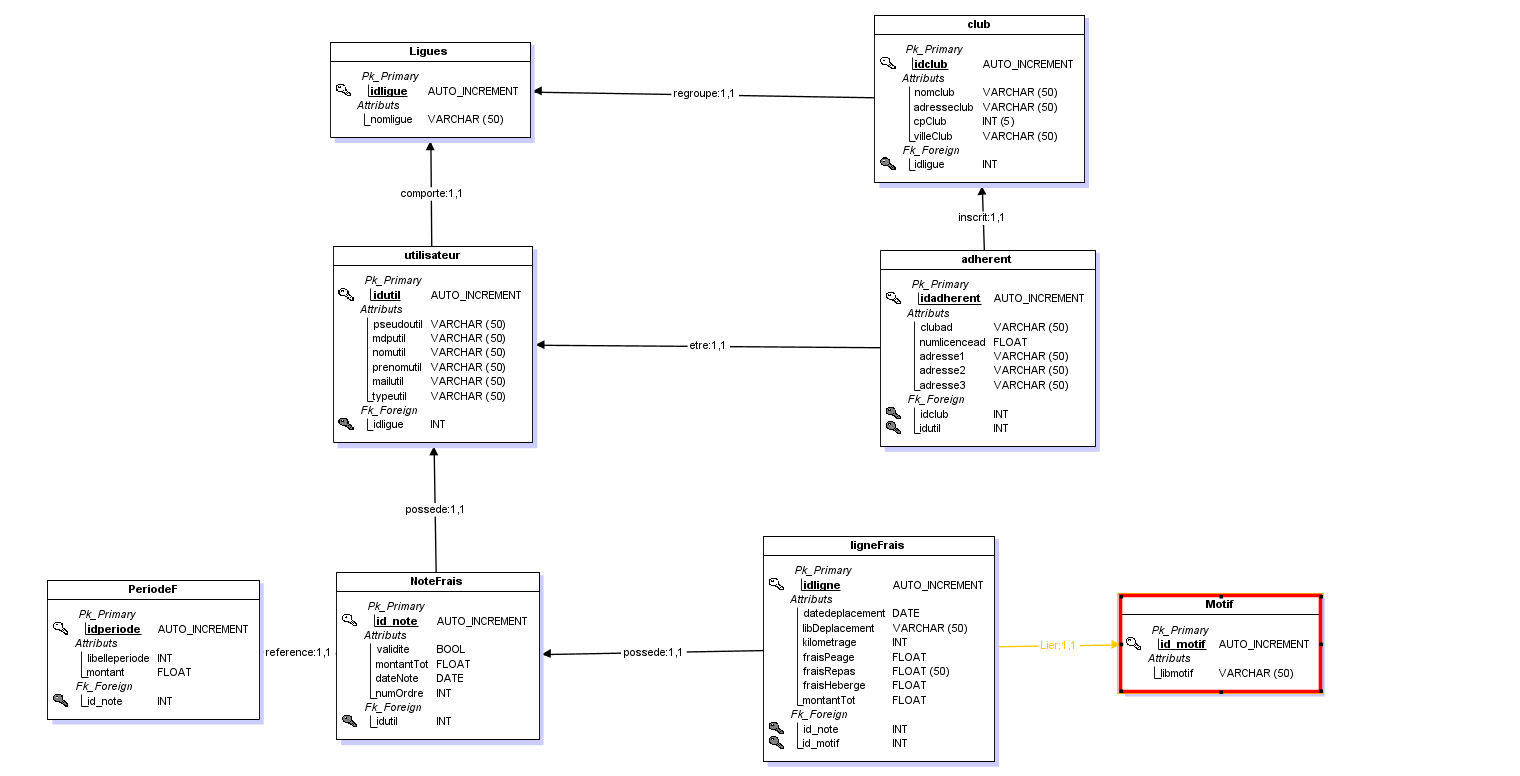 Ligues
Pk_Primary
idligue AUTO_INCREMENT
Attributs
nomligue VARCHAR (50)
regroupe:1,1
club
Pk_Primary
idclub AUTO_INCREMENT
Attributs
nomclub VARCHAR (50)
adresseclub VARCHAR (50)
cpClub INT (5)
villeClub VARCHAR (50)
Fk_Foreign
idligue INT
comporte:1,1
inscrit:1,1
utilisateur
Pk_Primary
idutil AUTO_INCREMENT
Attributs
pseudoutil VARCHAR (50)
mdputil VARCHAR (50)
nomutil VARCHAR (50)
prenomutil VARCHAR (50)
mailutil VARCHAR (50)
typeutil VARCHAR (50)
Fk_Foreign
idligue INT
etre:1,1
adherent
Pk_Primary
idadherent AUTO_INCREMENT
Attributs
clubad VARCHAR (50)
numlicencead FLOAT
adresse1 VARCHAR (50)
adresse2 VARCHAR (50)
adresse3 VARCHAR (50)
Fk_Foreign
idclub INT
idutil INT
possede:1,1
PeriodeF
Pk_Primary
idperiode AUTO_INCREMENT
Attributs
libelleperiode INT
montant FLOAT
Fk_Foreign
id_note INT
reference:1,1
NoteFrais
Pk_Primary
id_note AUTO_INCREMENT
Attributs
validite BOOL
montantTot FLOAT
dateNote DATE
numOrdre INT
Fk_Foreign
idutil INT
possede:1,1
ligneFrais
Pk_Primary
idligne AUTO_INCREMENT
Attributs
datedeplacement DATE
libDeplacement VARCHAR (50)
kilometrage INT
fraisPeage FLOAT
fraisRepas FLOAT (50)
fraisHeberge FLOAT
montantTot FLOAT
Fk_Foreign
id_note INT
id_motif INT
Lier:1,1
Motif
Pk_Primary
id_motif AUTO_INCREMENT
Attributs
libmotif VARCHAR (50)